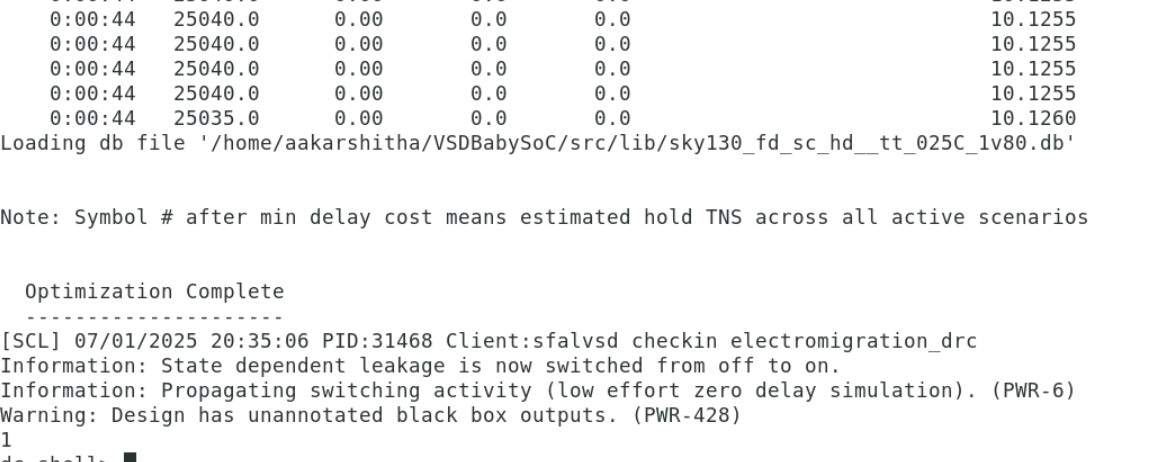 0:00:44 25040.0 0.00 0.0 0.0 10.1255
0:00:44 25040.0 0.00 0.0 0.0 10.1255
0:00:44 25040.0 0.00 0.0 0.0 10.1255
0:00:44 25040.0 0.00 0.0 0.0 10.1255
0:00:44 25035.0 0.00 0.0 0.0 10.1260
Loading db file '/home/aakarshitha/VSDBabySoC/src/lib/sky130_fd_sc_hd__tt_025C_1v80.db'
Note: Symbol # after min delay cost means estimated hold TNS across all active scenarios
Optimization Complete
---------------------
[SCL] 07/01/2025 20:35:06 PID:31468 Client:sfalvsd checkin electromigration_drc
Information: State dependent leakage is now switched from off to on.
Information: Propagating switching activity (low effort zero delay simulation). (PWR-6)
Warning: Design has unannotated black box outputs. (PWR-428)
1